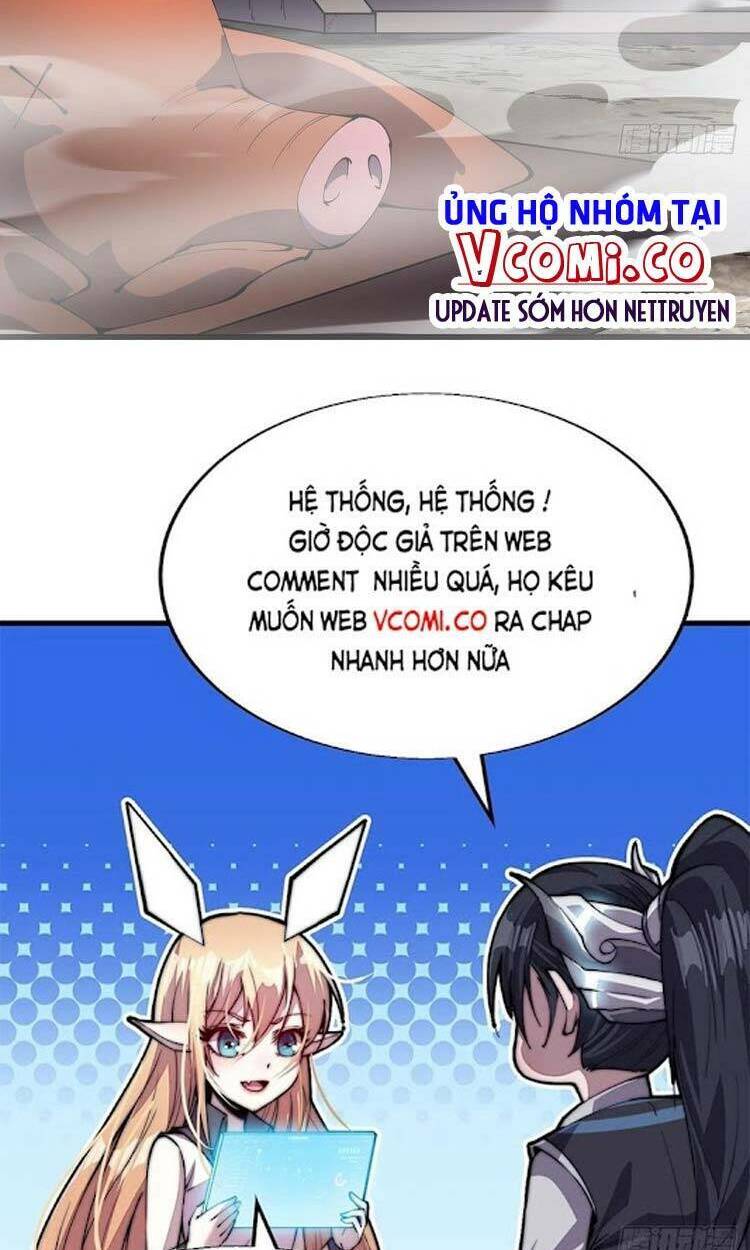 ỦNG HỘ NHÓM TẠI
VCOMI.CO
UPDATE SỚM HƠN NETTRUYEN
HỆ THỐNG, HỆ THỐNG !
GIỜ ĐỘC GIẢ TRÊN WEB
COMMENT NHIỀU QUÁ, HỌ KÊU
MUỐN WEB VCOMI.CO RA CHAP
NHANH HƠN NỮA